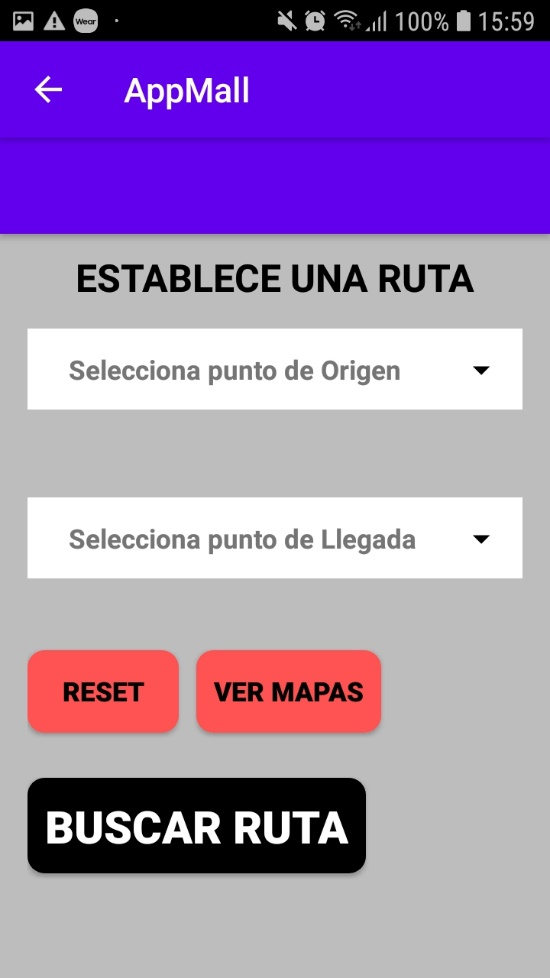 Wear 100% 15:59
AppMall
ESTABLECE UNA RUTA
Selecciona punto de Origen
Selecciona punto de Llegada
RESET VER MAPAS
BUSCAR RUTA